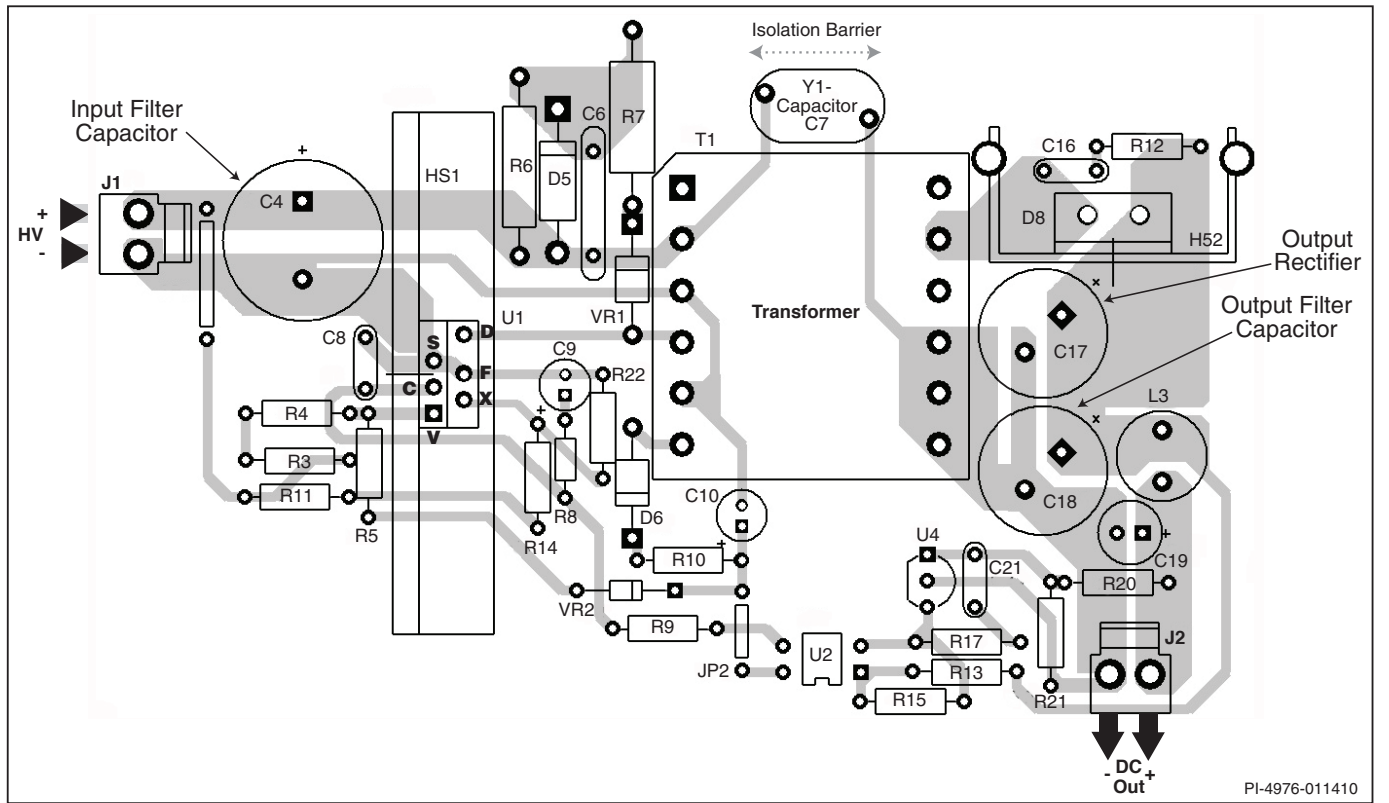 Isolation Barrier
Y1-
Capacitor
C7
Input Filter
Capacitor
+
J1
+
HV
-
C4
HS1
R6
D5
C6
R7
T1
C16
R12
D8
H52
Output
Rectifier
x
Output Filter
Capacitor
Transformer
VR1
U1
D
S
F
C
X
V
C8
C9
+
R22
C17
x
L3
R4
R3
R11
R5
R14
+
R8
D6
C10
+
C18
R10
U4
C21
C19
+
R20
VR2
R9
JP2
U2
R17
R13
R15
R21
J2
- DC +
Out
PI-4976-011410